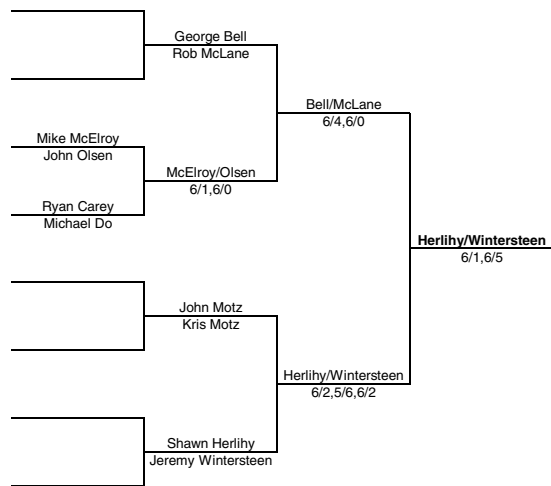 George Bell
Rob McLane
Bell/McLane
6/4,6/0
Mike McElroy
John Olsen
McElroy/Olsen
6/1,6/0
Ryan Carey
Michael Do
Herlihy/Wintersteen
6/1,6/5
John Motz
Kris Motz
Herlihy/Wintersteen
6/2,5/6,6/2
Shawn Herlihy
Jeremy Wintersteen